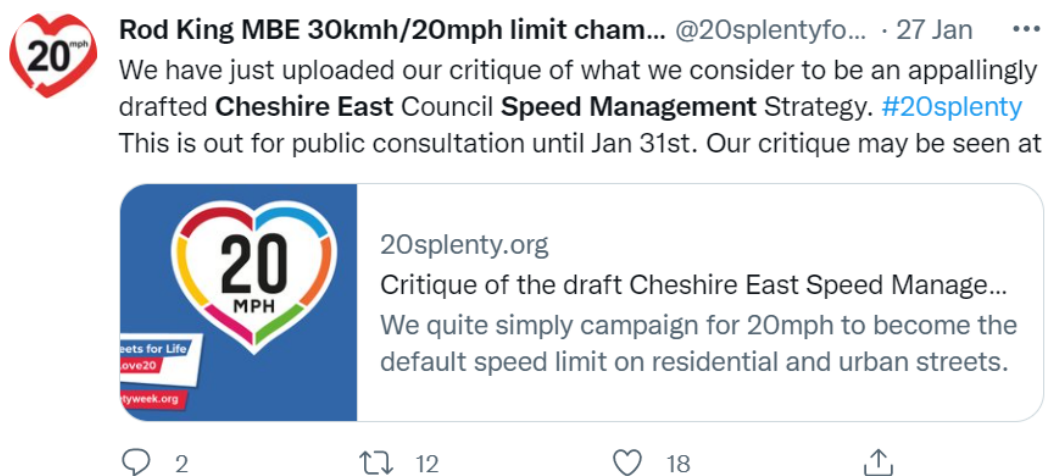 20mph
Rod King MBE 30kmh/20mph limit cham... @20splentyfo... · 27 Jan
We have just uploaded our critique of what we consider to be an appallingly
drafted Cheshire East Council Speed Management Strategy. #20splenty
This is out for public consultation until Jan 31st. Our critique may be seen at
20
MPH
eets for Life
ove20
tyweek.org
20splenty.org
Critique of the draft Cheshire East Speed Manage...
We quite simply campaign for 20mph to become the
default speed limit on residential and urban streets.
2 12 18